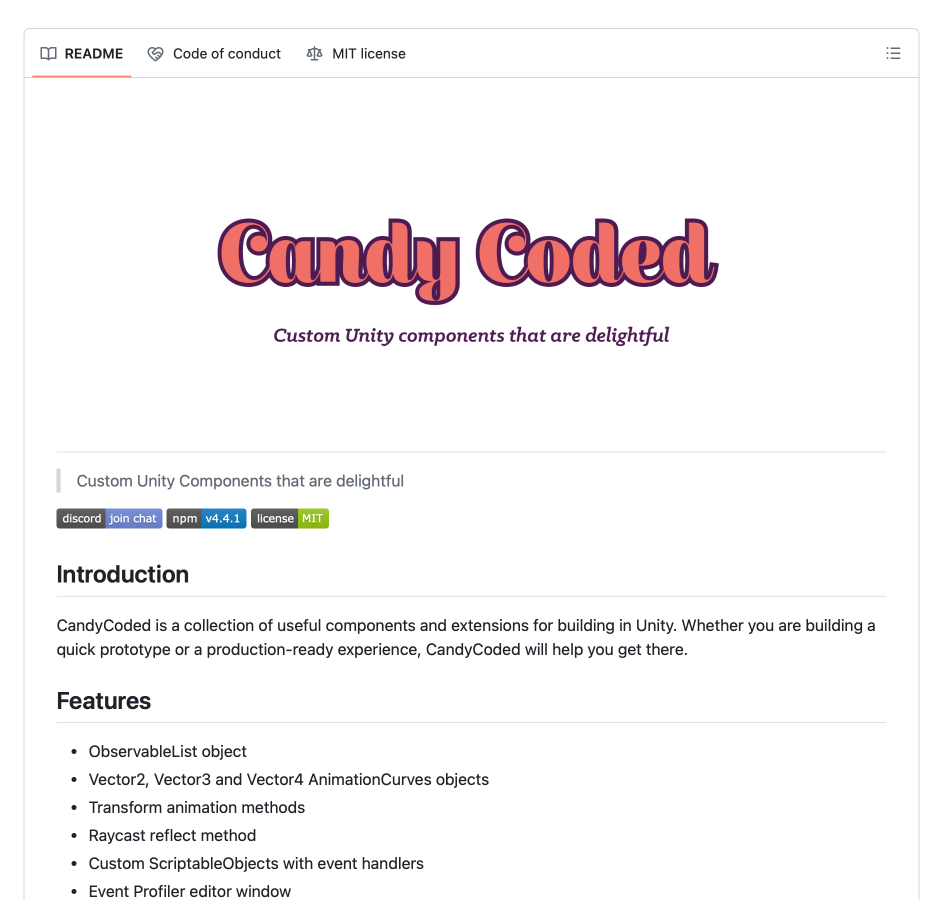 README Code of conduct MIT license
Candy Coded
Custom Unity components that are delightful
Custom Unity Components that are delightful
discord join chat npm v4.4.1 license MIT
Introduction
CandyCoded is a collection of useful components and extensions for building in Unity. Whether you are building a
quick prototype or a production-ready experience, CandyCoded will help you get there.
Features
• ObservableList object
• Vector2, Vector3 and Vector4 AnimationCurves objects
• Transform animation methods
• Raycast reflect method
• Custom ScriptableObjects with event handlers
• Event Profiler editor window